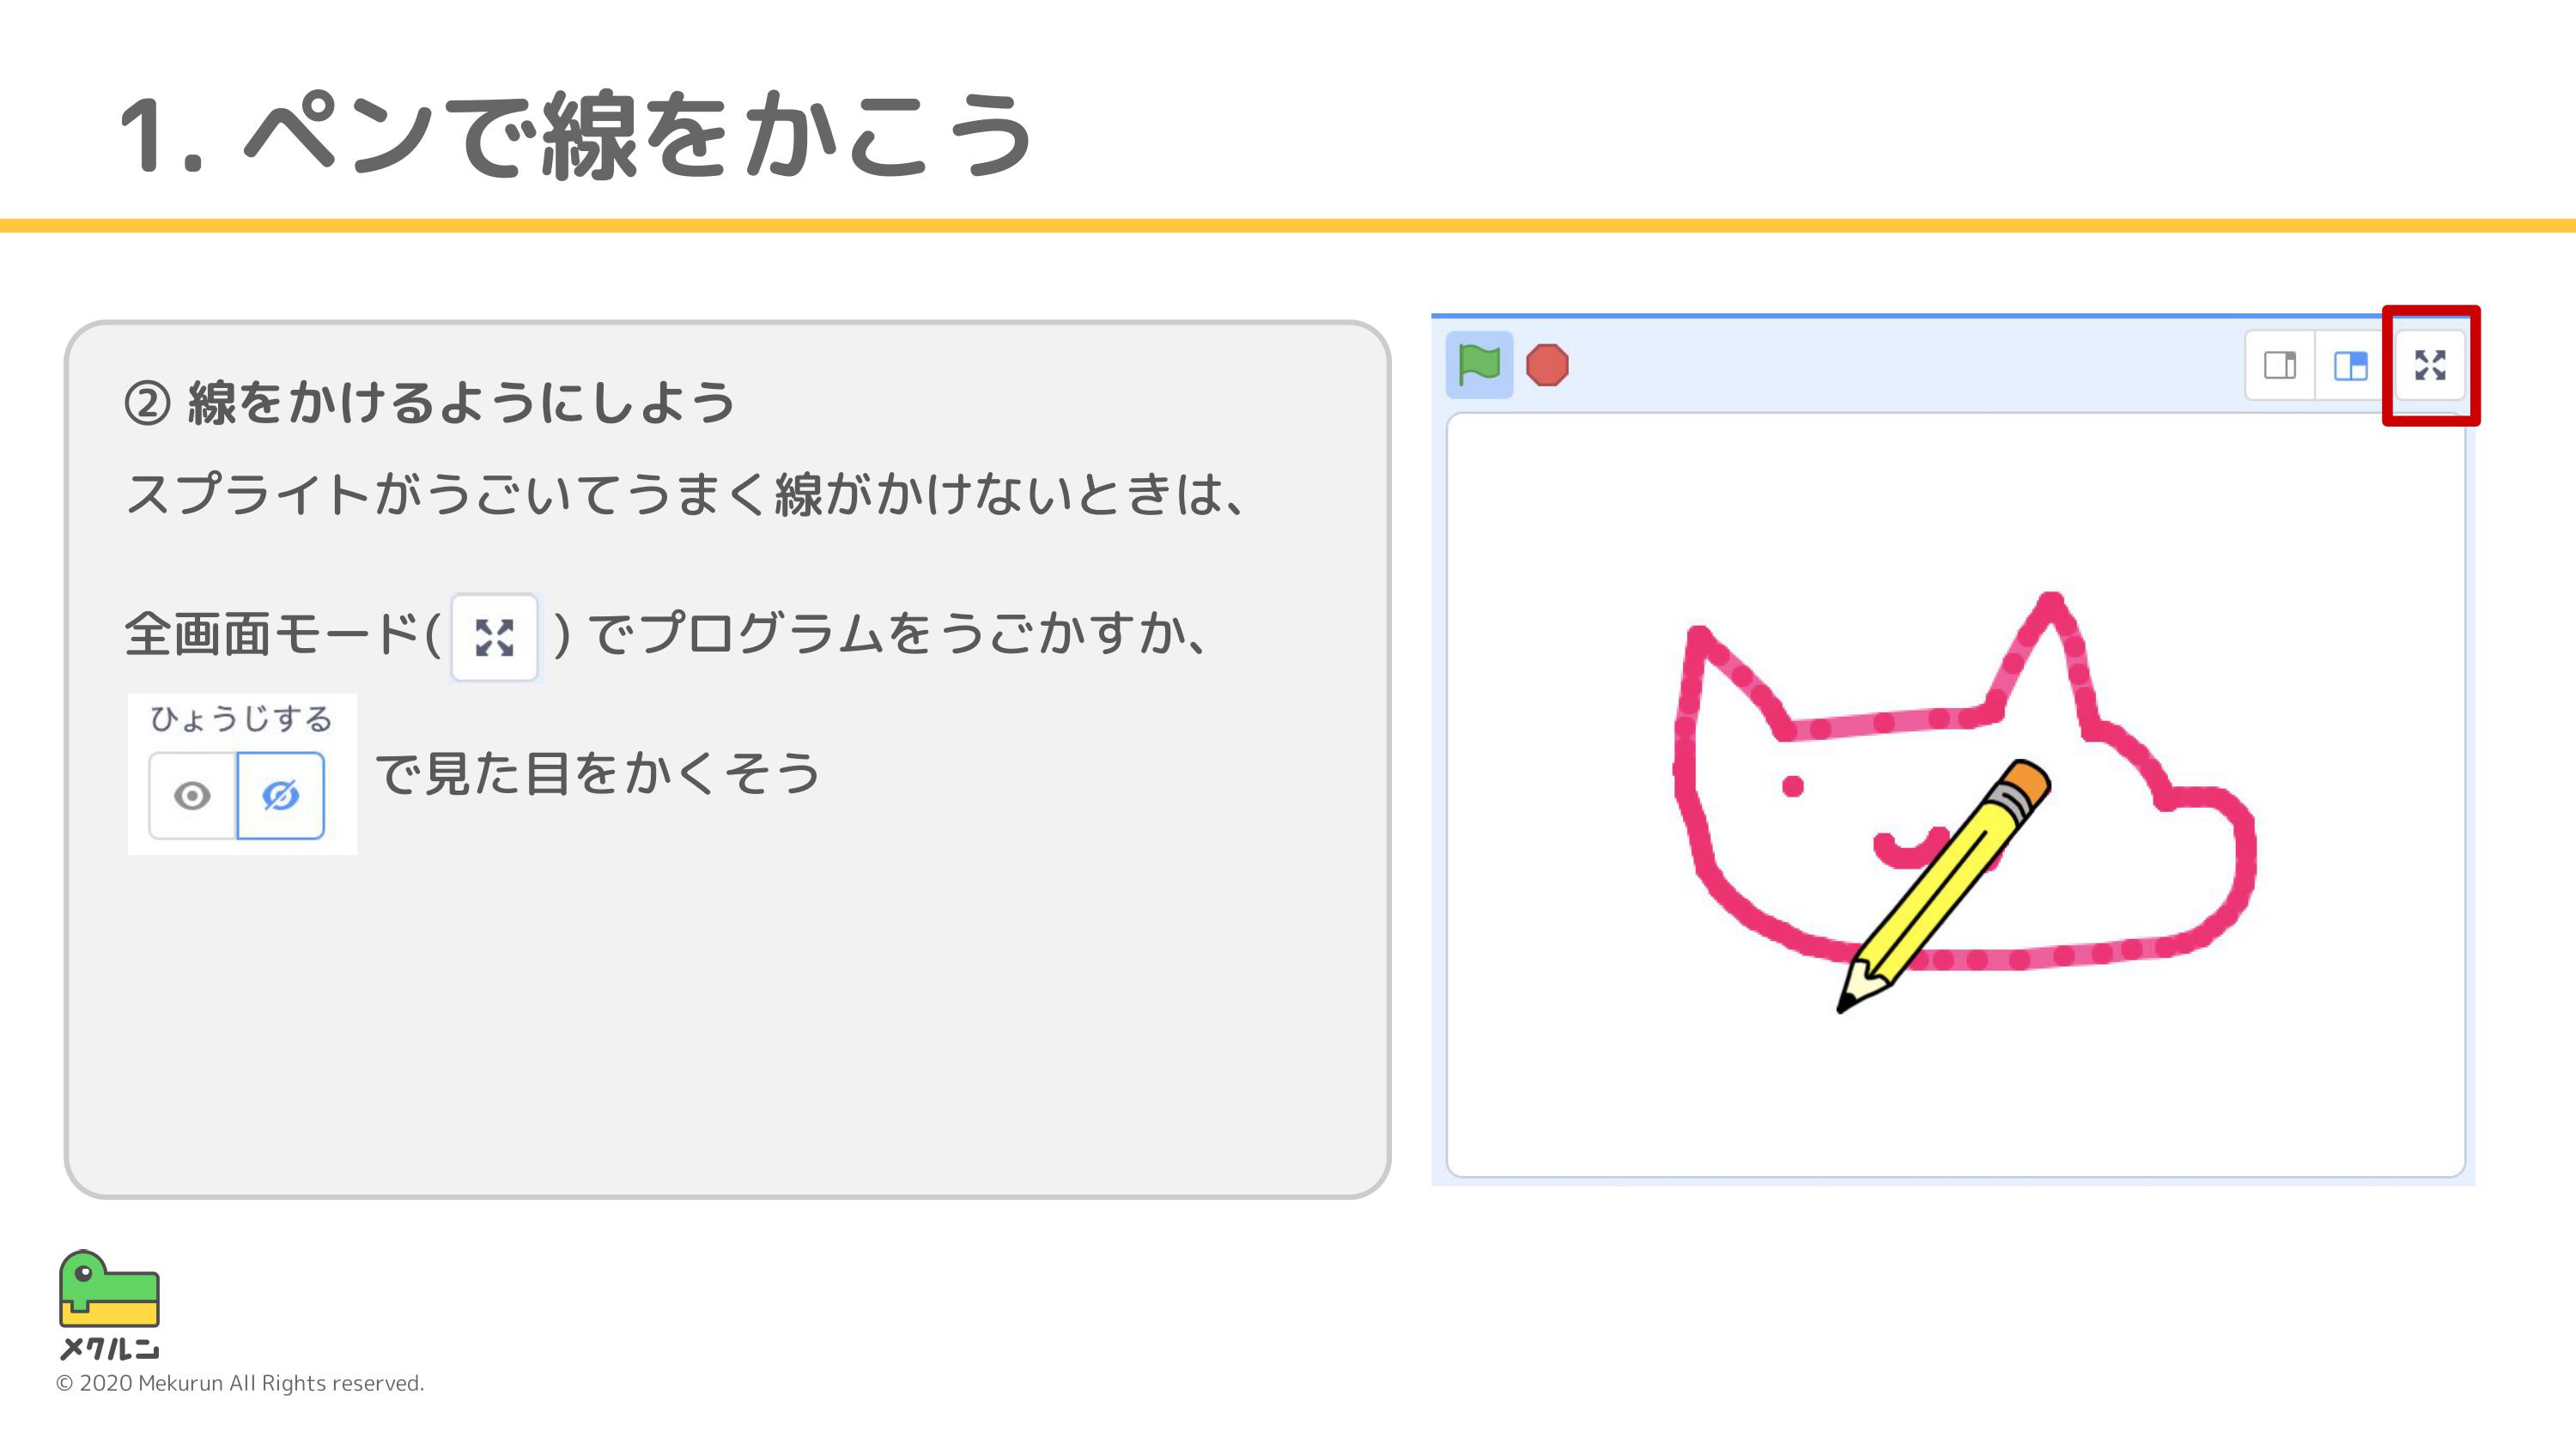 1. ペンで線をかこう
② 線をかけるようにしよう
スプライトがうごいてうまく線がかけないときは、
全画面モード( ) でプログラムをうごかすか、
ひょうじする
で見た目をかくそう
メクルン
© 2020 Mekurun All Rights reserved.